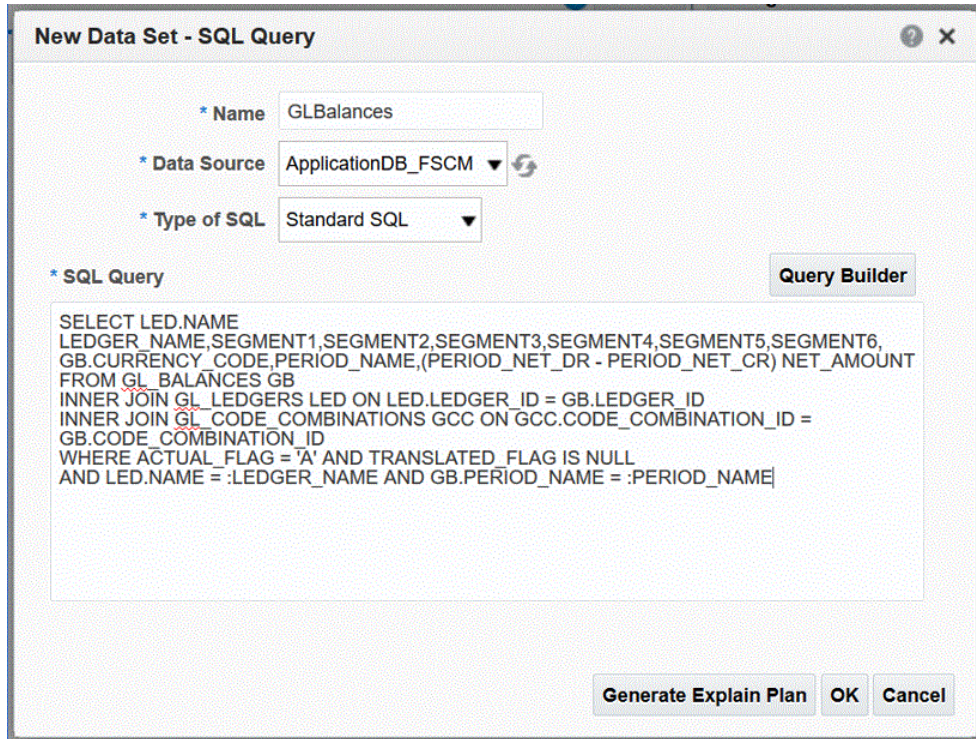 New Data Set - SQL Query
* Name GLBalances
* Data Source ApplicationDB_FSCM
* Type of SQL Standard SQL
* SQL Query
Query Builder
SELECT LED.NAME
LEDGER_NAME,SEGMENT1,SEGMENT2,SEGMENT3,SEGMENT4,SEGMENT5,SEGMENT6,
GB.CURRENCY_CODE,PERIOD_NAME,(PERIOD_NET_DR - PERIOD_NET_CR) NET_AMOUNT
FROM GL_BALANCES GB
INNER JOIN GL_LEDGERS LED ON LED.LEDGER_ID = GB.LEDGER_ID
INNER JOIN GL_CODE_COMBINATIONS GCC ON GCC.CODE_COMBINATION_ID =
GB.CODE_COMBINATION_ID
WHERE ACTUAL_FLAG = 'A' AND TRANSLATED_FLAG IS NULL
AND LED.NAME = :LEDGER_NAME AND GB.PERIOD_NAME = :PERIOD_NAME
Generate Explain Plan OK Cancel